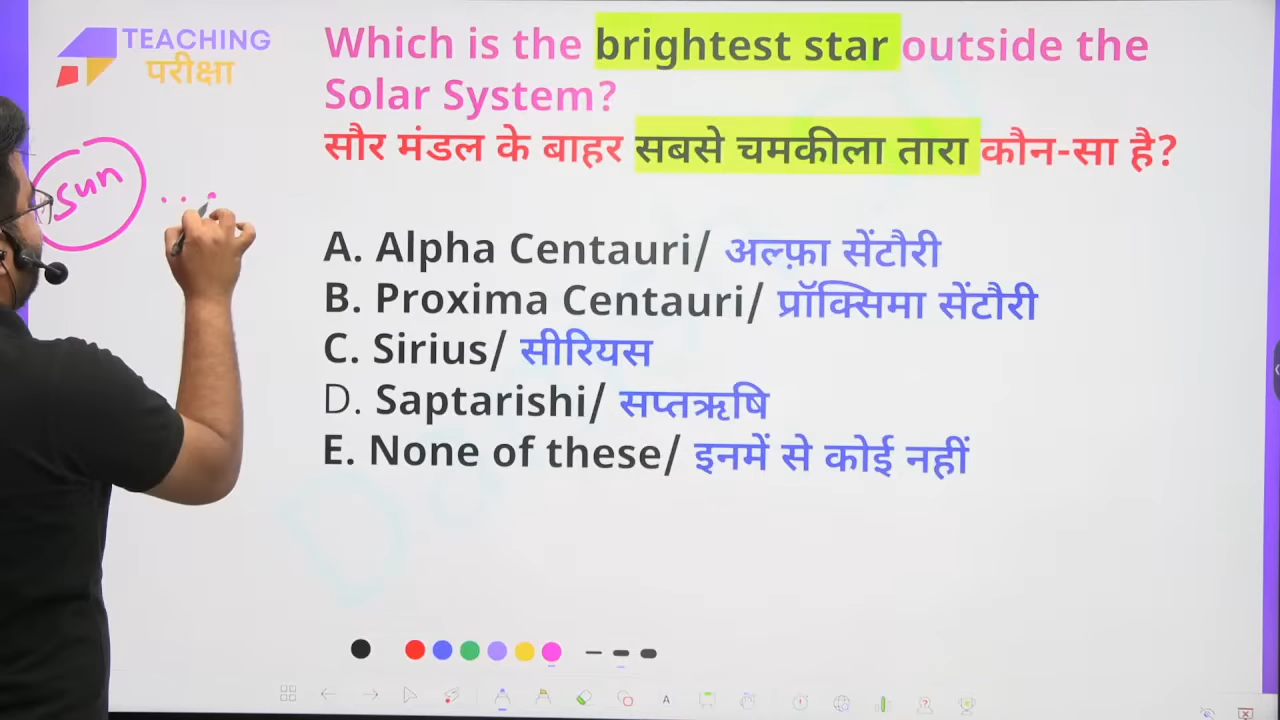 TEACHING
परीक्षा
Which is the brightest star outside the
Solar System?
सौर मंडल के बाहर सबसे चमकीला तारा कौन-सा है?
Sun
A. Alpha Centauri/ अल्फ़ा सेंटौरी
B. Proxima Centauri/ प्रॉक्सिमा सेंटौरी
C. Sirius/ सीरियस
D. Saptarishi/ सप्तऋषि
E. None of these/ इनमें से कोई नहीं